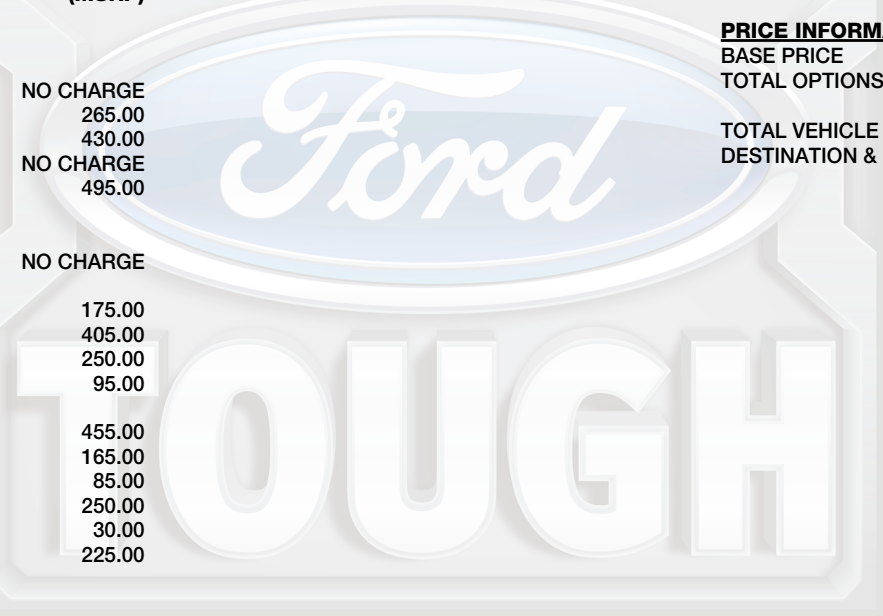 PRICE INFORM
BASE PRICE
TOTAL OPTIONS
TOTAL VEHICLE
DESTINATION &
NO CHARGE
265.00
430.00
NO CHARGE
495.00
NO CHARGE
175.00
405.00
250.00
95.00
455.00
165.00
85.00
250.00
30.00
225.00
Ford
TOUGH